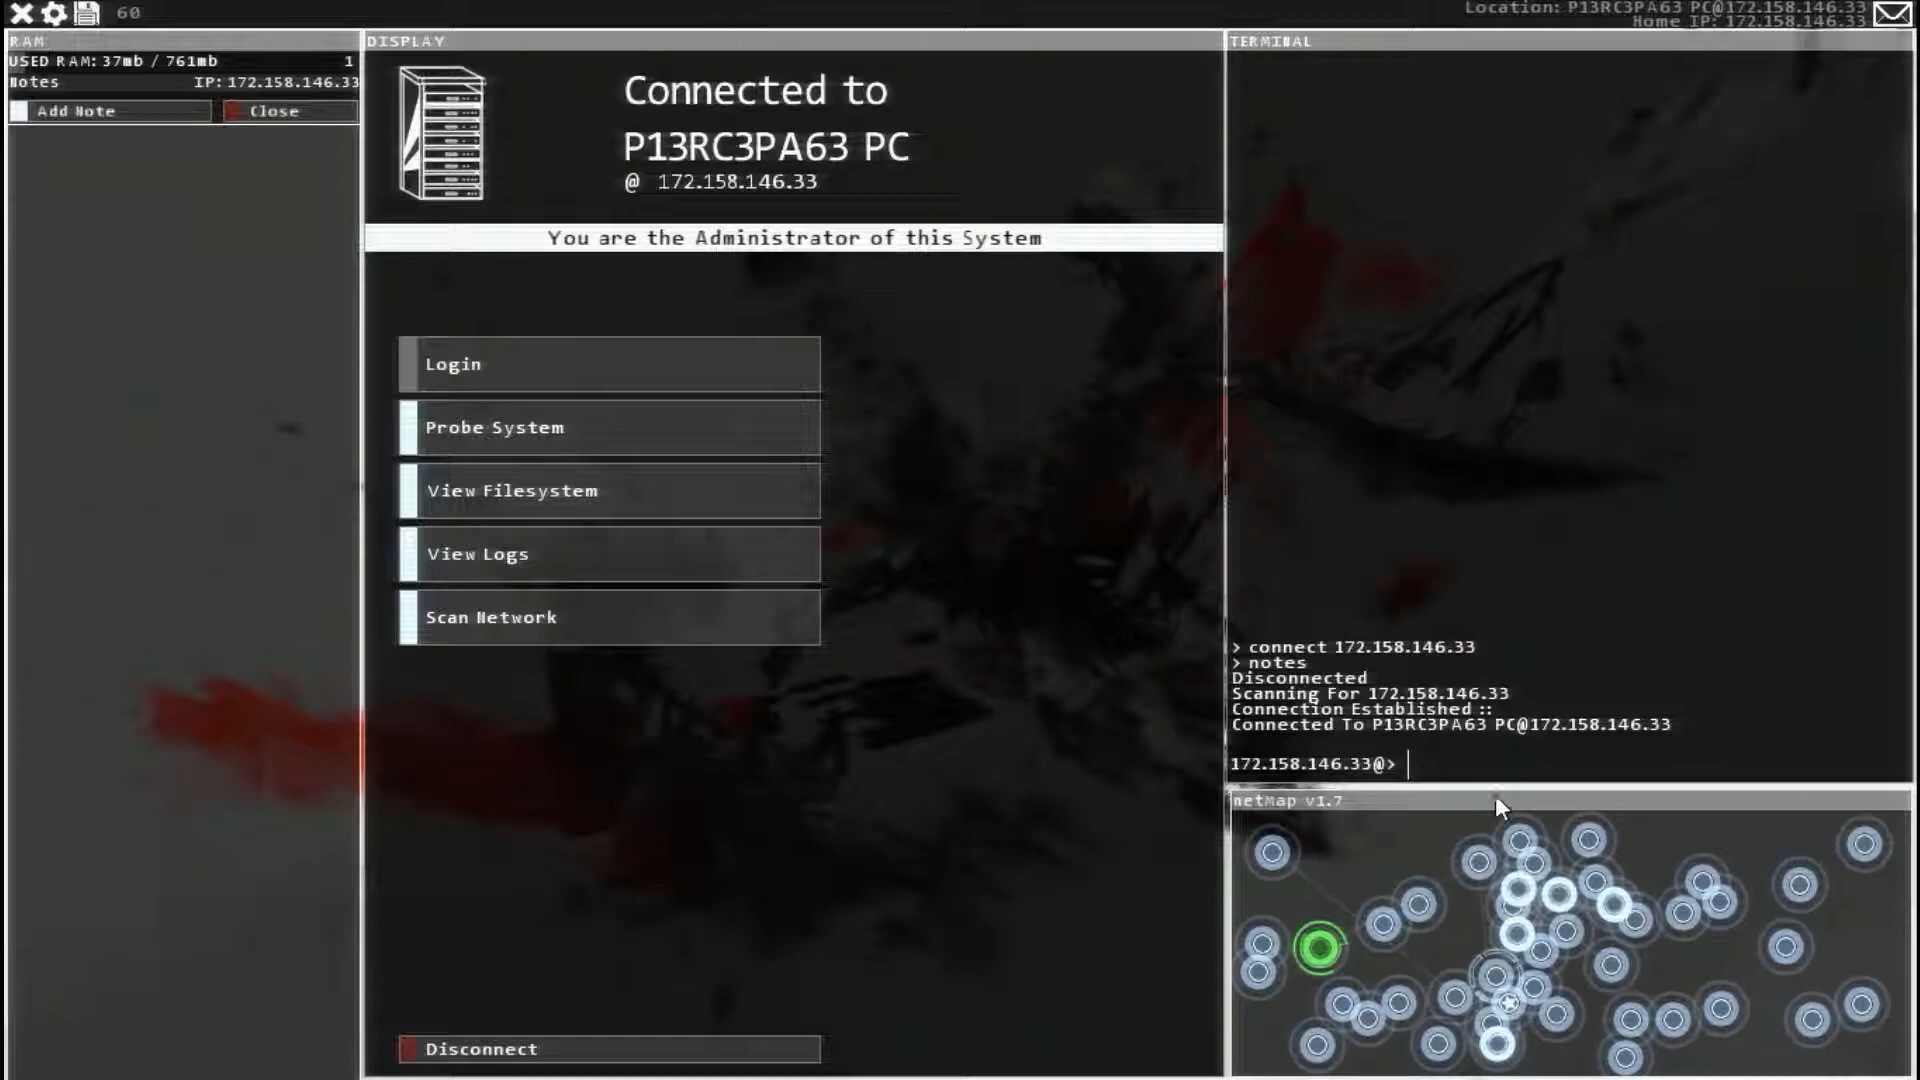 60
Location: P13RC3PA63 PC@172.158.146.33
Home IP: 172.158.146.33
RAM
USED RAM: 37mb / 761mb 1
Notes IP: 172.158.146.33
Add Note Close
DISPLAY
Connected to
P13RC3PA63 PC
@ 172.158.146.33
You are the Administrator of this System
Login
Probe System
View Filesystem
View Logs
Scan Network
Disconnect
TERMINAL
> connect 172.158.146.33
> notes
Disconnected
Scanning For 172.158.146.33
Connection Established ::
Connected To P13RC3PA63 PC@172.158.146.33
172.158.146.33@>
netMap v1.7